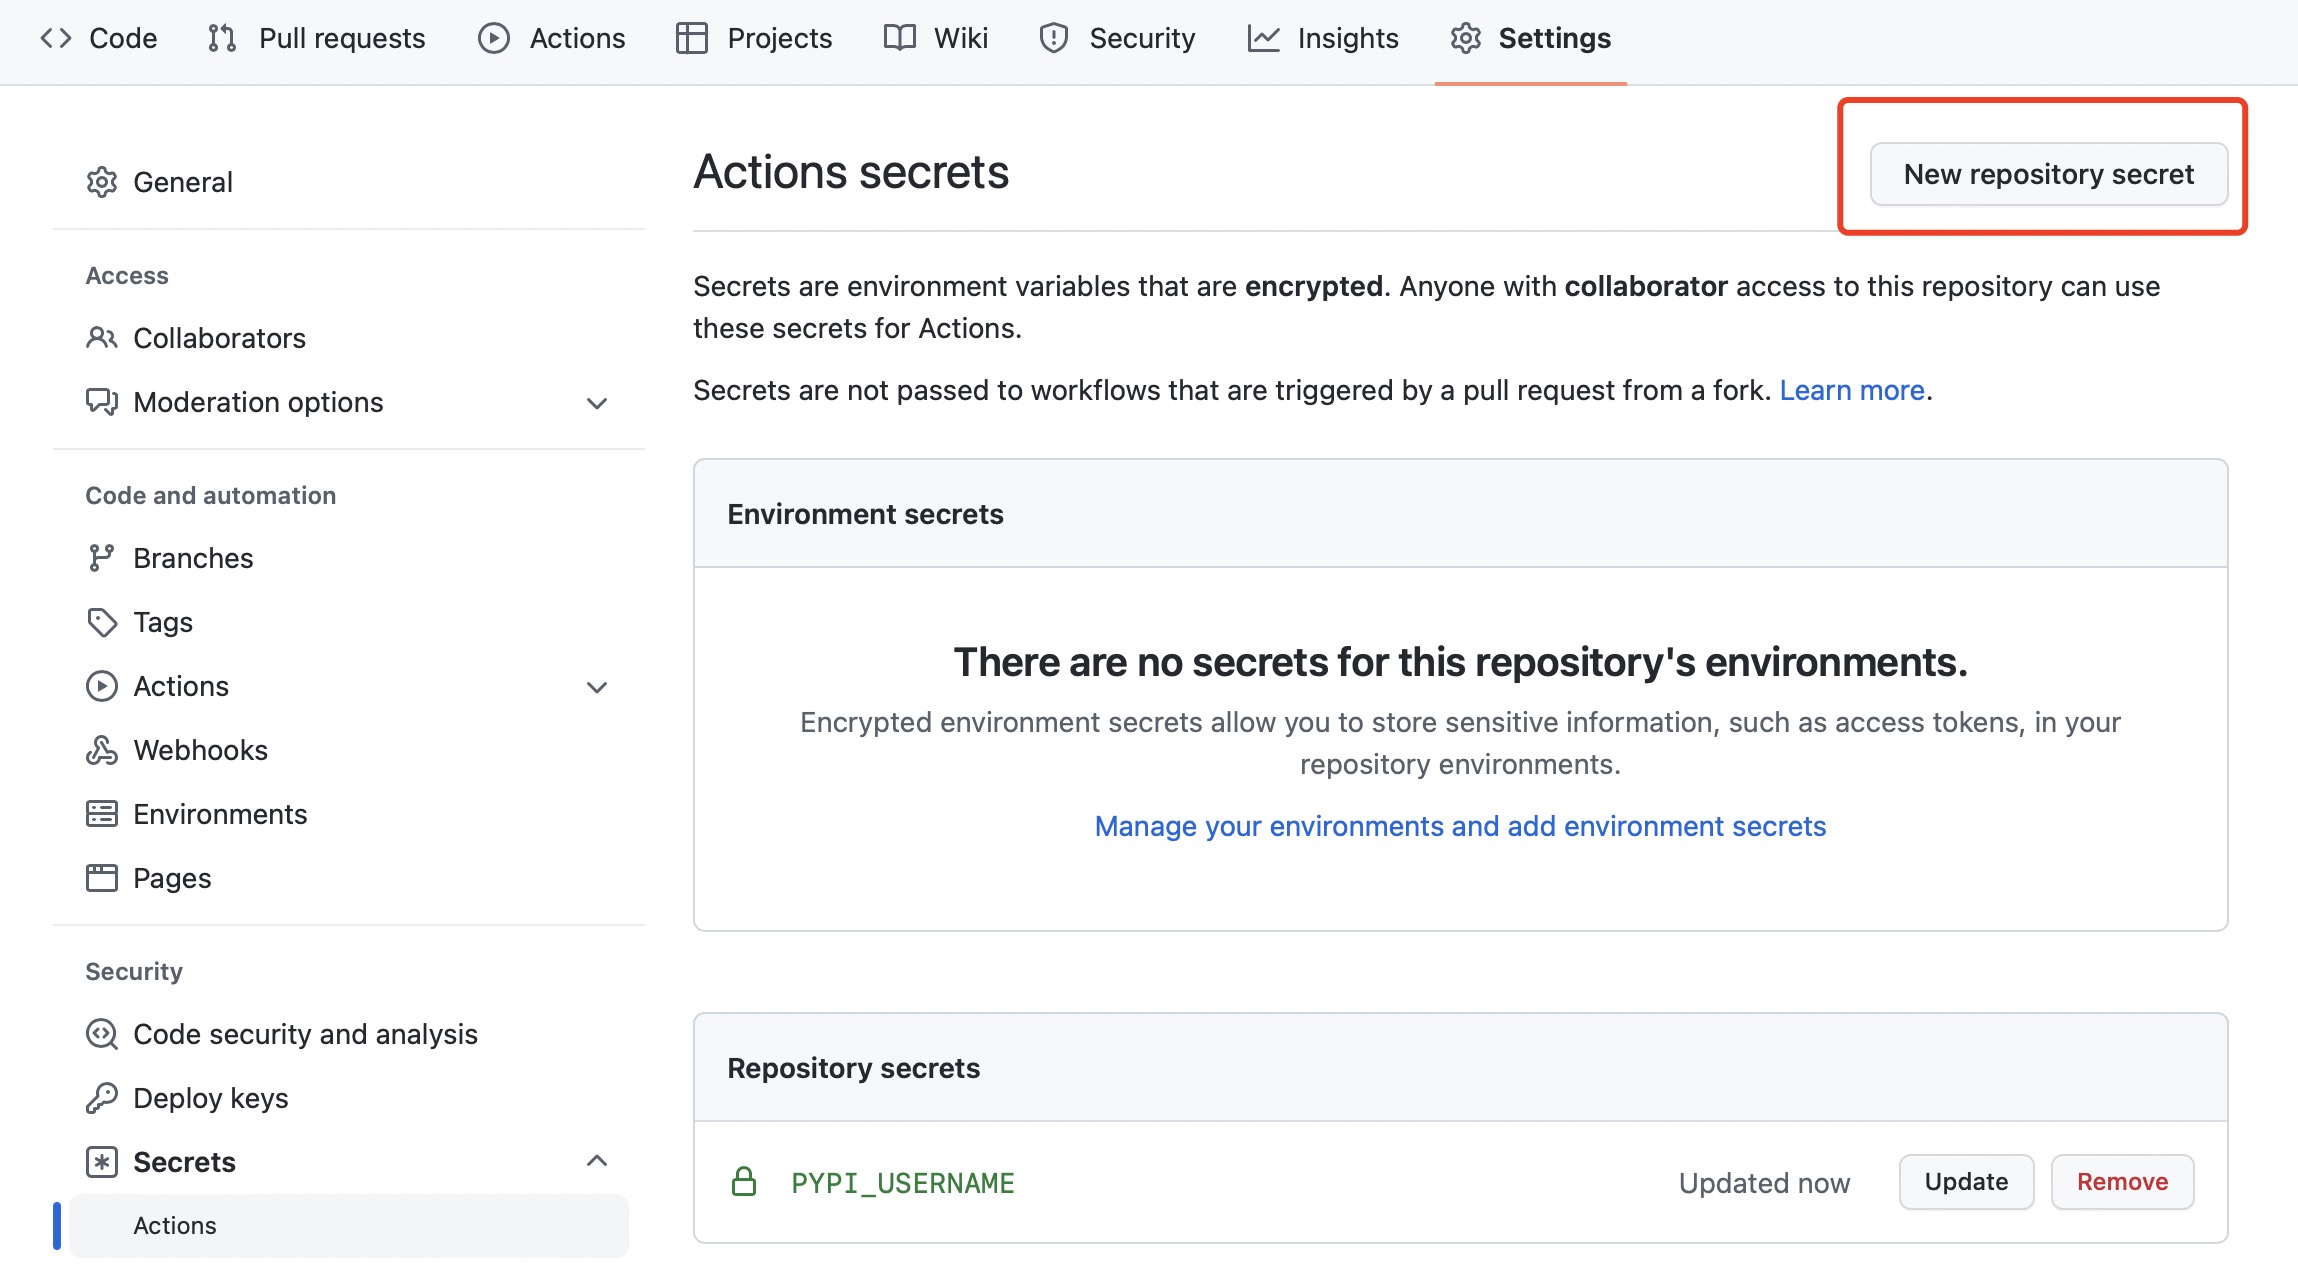 Code Pull requests Actions Projects Wiki Security Insights Settings
General
Access
Collaborators
Moderation options
Code and automation
Branches
Tags
Actions
Webhooks
Environments
Pages
Security
Code security and analysis
Deploy keys
Secrets
Actions
Actions secrets
New repository secret
Secrets are environment variables that are encrypted. Anyone with collaborator access to this repository can use
these secrets for Actions.
Secrets are not passed to workflows that are triggered by a pull request from a fork. Learn more.
Environment secrets
There are no secrets for this repository's environments.
Encrypted environment secrets allow you to store sensitive information, such as access tokens, in your
repository environments.
Manage your environments and add environment secrets
Repository secrets
PYPI_USERNAME Updated now Update Remove